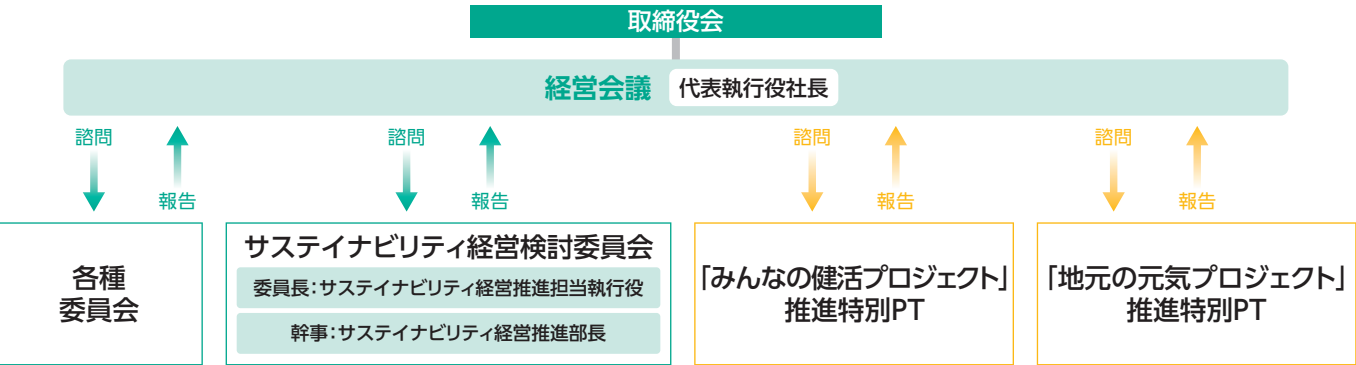 取締役会
経営会議 代表執行役社長
諮問
報告
諮問
報告
諮問
報告
諮問
報告
各種
委員会
サステイナビリティ経営検討委員会
委員長:サステイナビリティ経営推進担当執行役
幹事:サステイナビリティ経営推進部長
「みんなの健活プロジェクト」
推進特別PT
「地元の元気プロジェクト」
推進特別PT